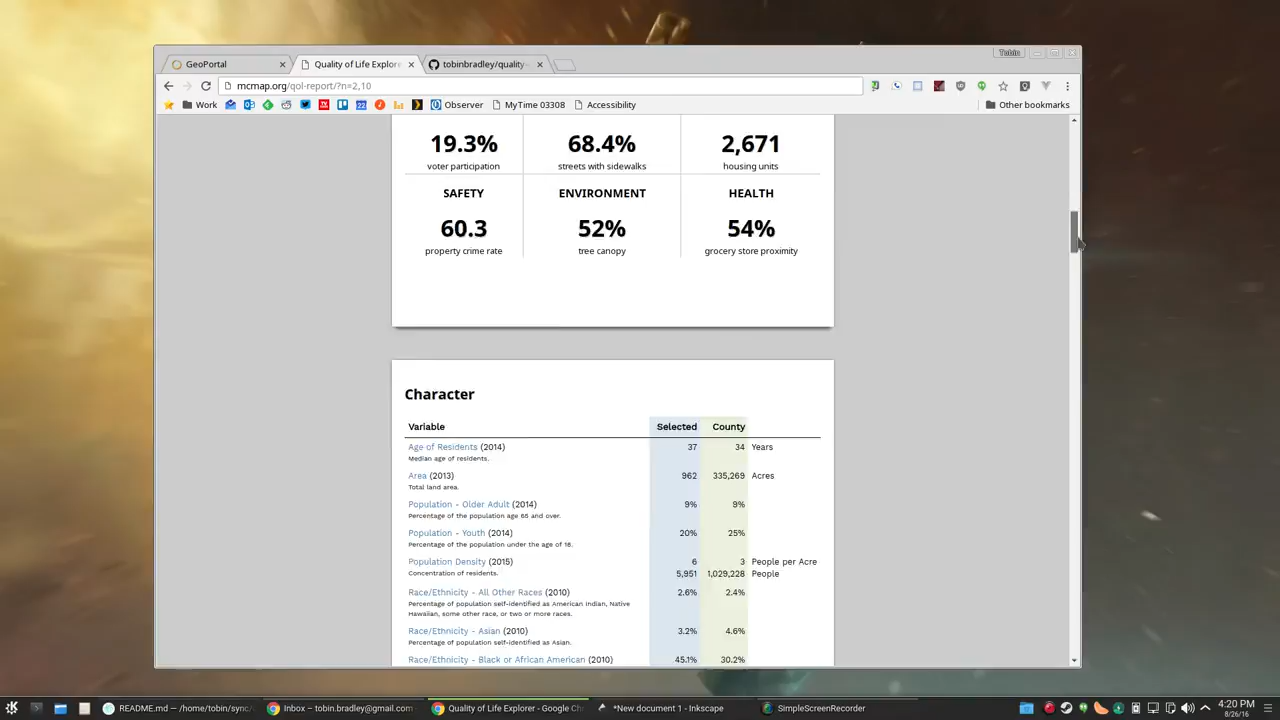 Tobin
GeoPortal
Quality of Life Explore
tobinbradley/quality-
mcmap.org/qol-report/?n=2,10
Work
Observer
MyTime 03308
Accessibility
Other bookmarks
19.3%
68.4%
2,671
voter participation
streets with sidewalks
housing units
SAFETY
ENVIRONMENT
HEALTH
60.3
52%
54%
property crime rate
tree canopy
grocery store proximity
Character
Variable Selected County
Age of Residents (2014) 37 34 Years
Median age of residents.
Area (2013) 962 335,269 Acres
Total land area.
Population - Older Adult (2014) 9% 9%
Percentage of the population age 65 and over.
Population - Youth (2014) 20% 25%
Percentage of the population under the age of 18.
Population Density (2015) 6 3 People per Acre
Concentration of residents. 5,951 1,029,228 People
Race/Ethnicity - All Other Races (2010) 2.6% 2.4%
Percentage of population self-identified as American Indian, Native
Hawaiian, some other race, or two or more races.
Race/Ethnicity - Asian (2010) 3.2% 4.6%
Percentage of population self-identified as Asian.
Race/Ethnicity - Black or African American (2010) 45.1% 30.2%
README.md — /home/tobin/sync/
Inbox – tobin.bradley@gmail.com
Quality of Life Explorer - Google Ch
*New document 1 - Inkscape
SimpleScreenRecorder
4:20 PM
8/26/16